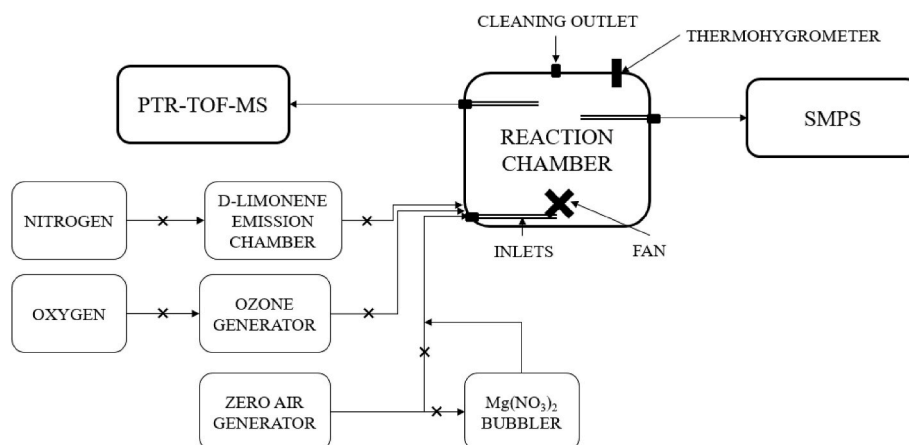 CLEANING OUTLET
THERMOHYGROMETER
PTR-TOF-MS
REACTION
CHAMBER
SMPS
NITROGEN
D-LIMONENE
EMISSION
CHAMBER
INLETS
FAN
OXYGEN
OZONE
GENERATOR
ZERO AIR
GENERATOR
Mg(NO₃)₂
BUBBLER